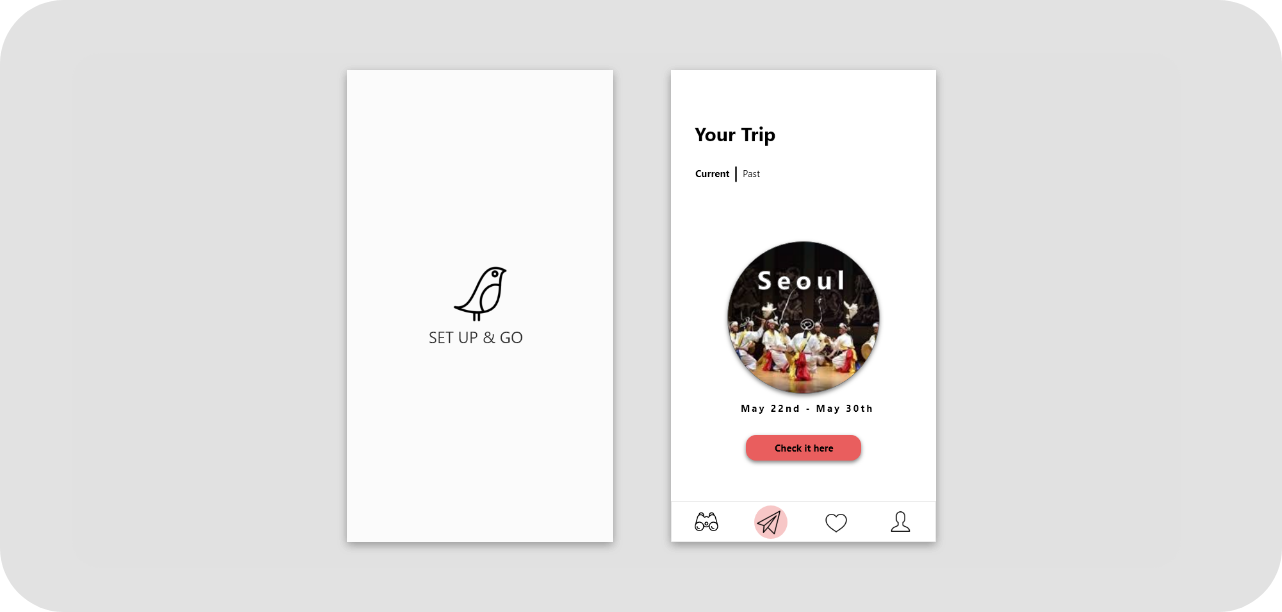 SET UP & GO
Your Trip
Current | Past
Seoul
May 22nd - May 30th
Check it here